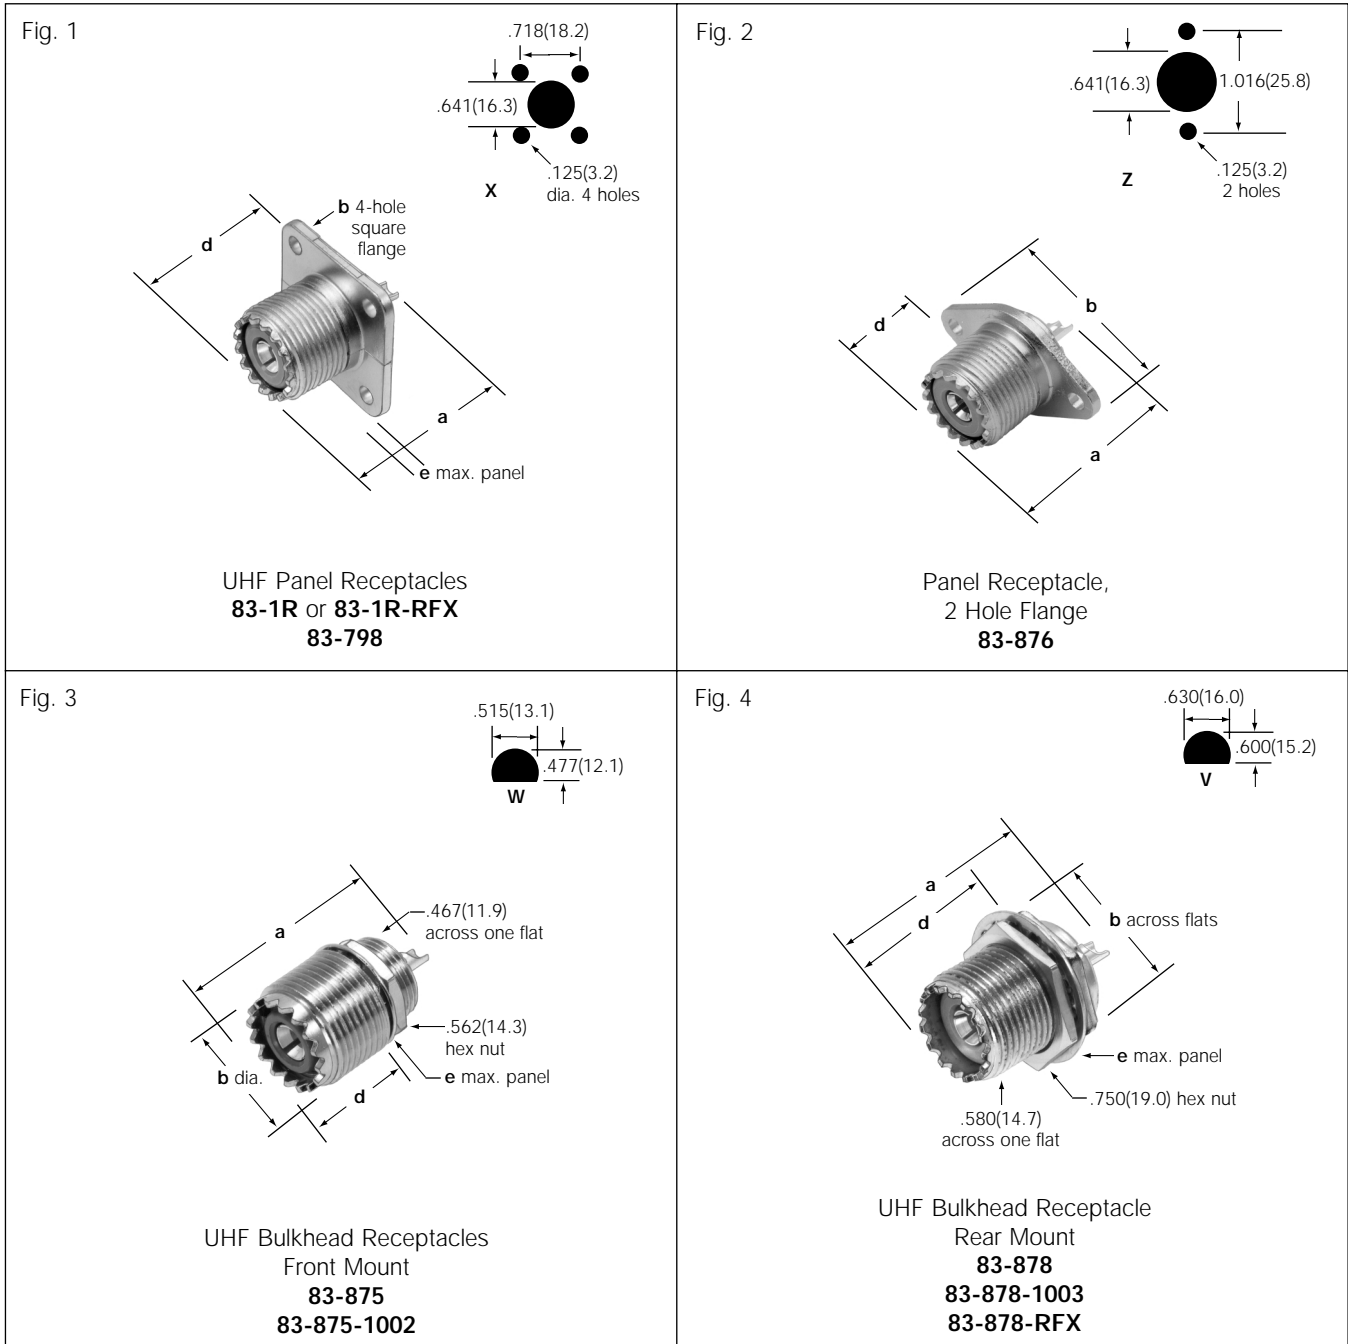 Fig. 1
.718(18.2)
.641(16.3)
.125(3.2)
dia. 4 holes
X
b 4-hole
square
flange
d
a
e max. panel
UHF Panel Receptacles
83-1R or 83-1R-RFX
83-798
Fig. 2
.641(16.3)
1.016(25.8)
.125(3.2)
2 holes
Z
b
d
a
Panel Receptacle,
2 Hole Flange
83-876
Fig. 3
.515(13.1)
.477(12.1)
W
a
.467(11.9)
across one flat
.562(14.3)
hex nut
b dia.
e max. panel
d
UHF Bulkhead Receptacles
Front Mount
83-875
83-875-1002
Fig. 4
.630(16.0)
.600(15.2)
V
a
d
b across flats
e max. panel
.750(19.0) hex nut
.580(14.7)
across one flat
UHF Bulkhead Receptacle
Rear Mount
83-878
83-878-1003
83-878-RFX